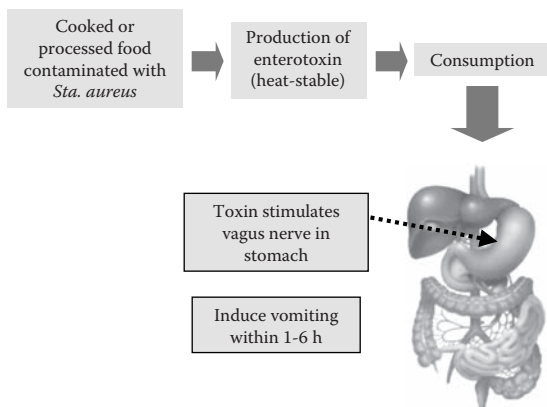 Cooked or
processed food
contaminated with
Sta. aureus
Production of
enterotoxin
(heat-stable)
Consumption
Toxin stimulates
vagus nerve in
stomach
Induce vomiting
within 1-6 h